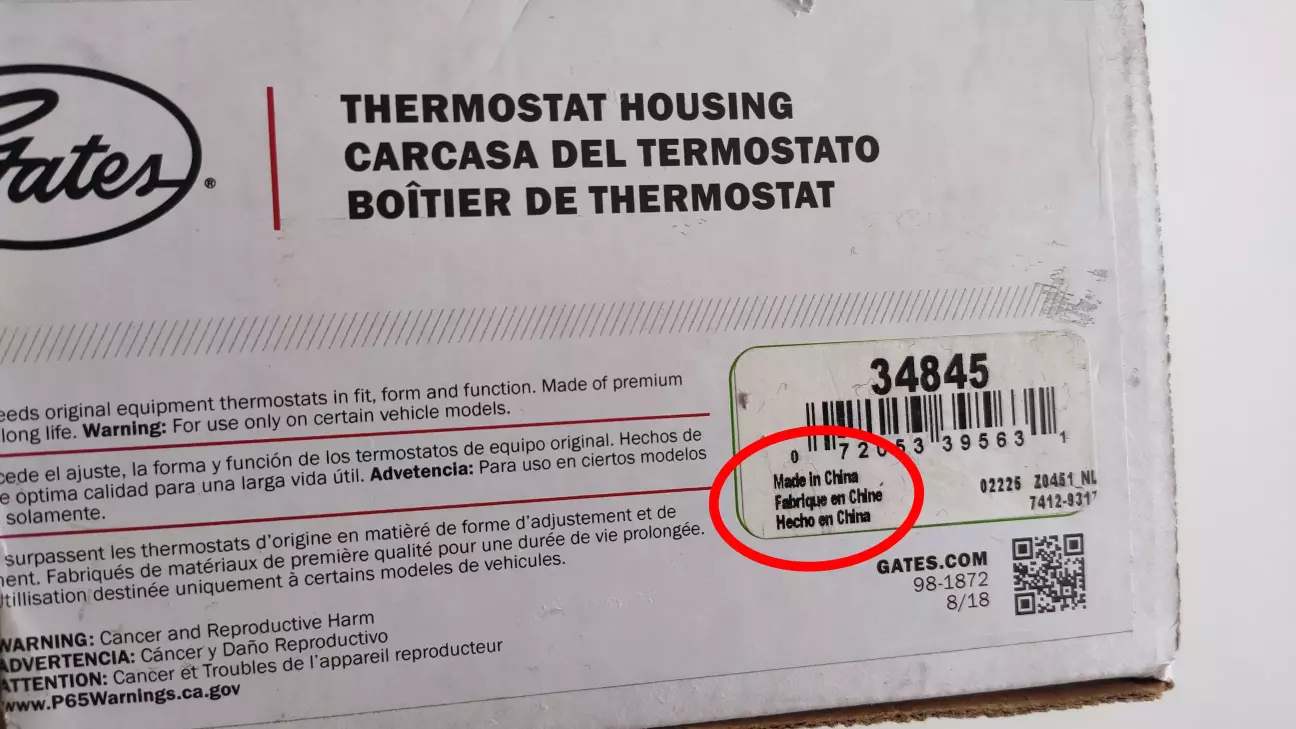 Gates®
THERMOSTAT HOUSING
CARCASA DEL TERMOSTATO
BOÎTIER DE THERMOSTAT
eeds original equipment thermostats in fit, form and function. Made of premium
long life. Warning: For use only on certain vehicle models.
cede el ajuste, la forma y función de los termostatos de equipo original. Hechos de
e optima calidad para una larga vida útil. Advetencia: Para uso en ciertos modelos
solamente.
surpassent les thermostats d'origine en matièré de forme d'adjustement et de
nent. Fabriqués de matériaux de première qualité pour une durée de vie prolongée.
Utillisation destinée uniquement à certains modeles de vehicules.
WARNING: Cancer and Reproductive Harm
ADVERTENCIA: Cáncer y Daño Reproductivo
ATTENTION: Cancer et Troubles de l'appareil reproducteur
www.P65Warnings.ca.gov
34845
0 72053 39563 1
Made in China
Fabrique en Chine
Hecho en China
02225 Z0451_NL
7412-9317
GATES.COM
98-1872
8/18